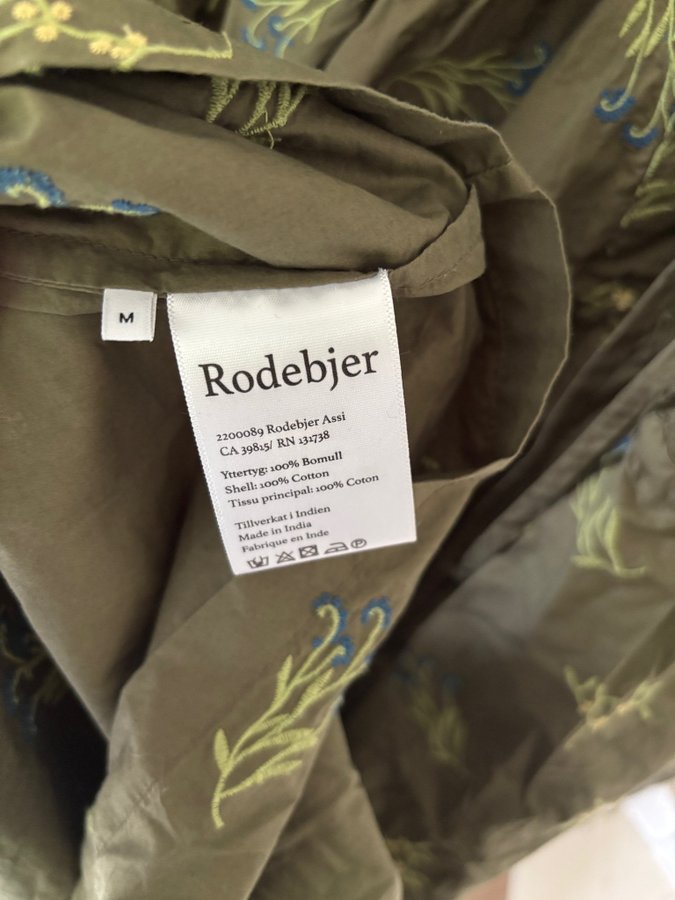 M
Rodebjer
2200089 Rodebjer Assi
CA 39815/ RN 131738
Yttertyg: 100% Bomull
Shell: 100% Cotton
Tissu principal: 100% Coton
Tillverkat i Indien
Made in India
Fabrique en Inde